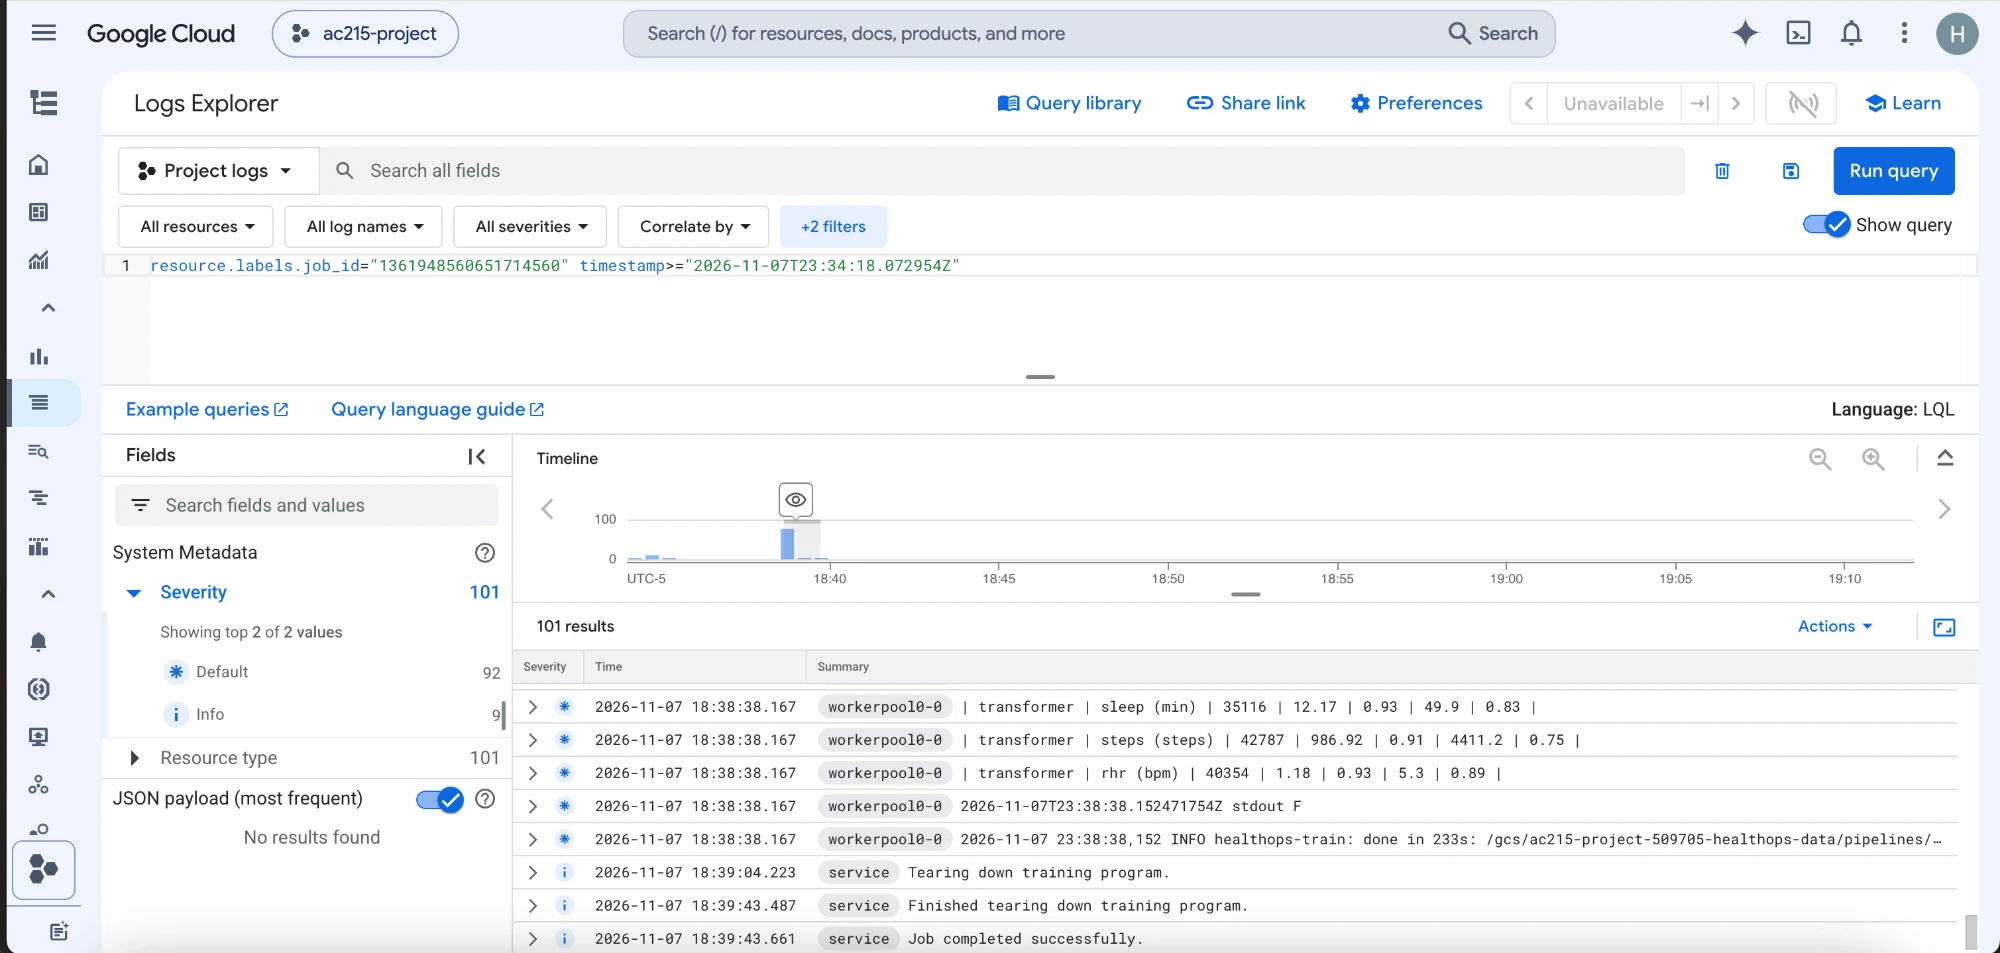 Google Cloud
ac215-project
Search (/) for resources, docs, products, and more
Search
H
Logs Explorer
Query library
Share link
Preferences
Unavailable
Learn
Project logs
Search all fields
Run query
All resources
All log names
All severities
Correlate by
+2 filters
Show query
1 resource.labels.job_id="1361948560651714560" timestamp>="2026-11-07T23:34:18.072954Z"
Example queries
Query language guide
Language: LQL
Fields
Search fields and values
System Metadata
Severity 101
Showing top 2 of 2 values
Default 92
Info 9
Resource type 101
JSON payload (most frequent)
No results found
Timeline
100
0
UTC-5 18:40 18:45 18:50 18:55 19:00 19:05 19:10
101 results
Actions
Severity Time Summary
2026-11-07 18:38:38.167 workerpool0-0 | transformer | sleep (min) | 35116 | 12.17 | 0.93 | 49.9 | 0.83 |
2026-11-07 18:38:38.167 workerpool0-0 | transformer | steps (steps) | 42787 | 986.92 | 0.91 | 4411.2 | 0.75 |
2026-11-07 18:38:38.167 workerpool0-0 | transformer | rhr (bpm) | 40354 | 1.18 | 0.93 | 5.3 | 0.89 |
2026-11-07 18:38:38.167 workerpool0-0 2026-11-07T23:38:38.152471754Z stdout F
2026-11-07 18:38:38.167 workerpool0-0 2026-11-07 23:38:38,152 INFO healthops-train: done in 233s: /gcs/ac215-project-509705-healthops-data/pipelines/…
2026-11-07 18:39:04.223 service Tearing down training program.
2026-11-07 18:39:43.487 service Finished tearing down training program.
2026-11-07 18:39:43.661 service Job completed successfully.